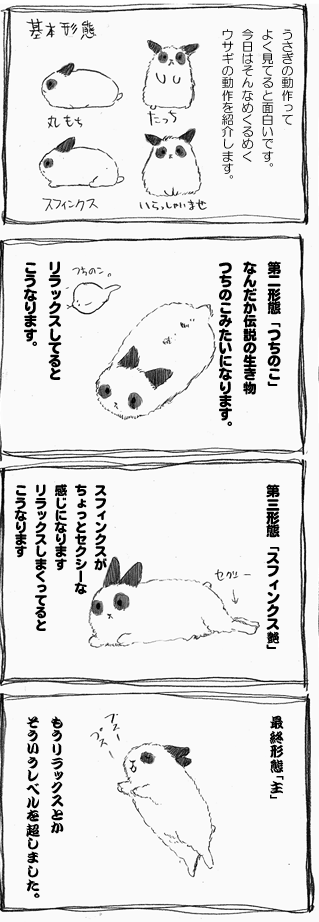 うさぎの動作って
よく見てると面白いです。
今日はそんなめくるめく
ウサギの動作を紹介します。
基本形態
丸もち
たっち
スフィンクス
いらっしゃいませ
第二形態「つちのこ」
なんだか伝説の生き物
つちのこみたいになります。
つちのこ。
リラックスしてると
こうなります。
第三形態「スフィンクス艶」
セクシー
スフィンクスが
ちょっとセクシーな
感じになります
リラックスしまくってると
こうなります
最終形態「主」
プスー
プスー
もうリラックスとか
そういうレベルを超しました。